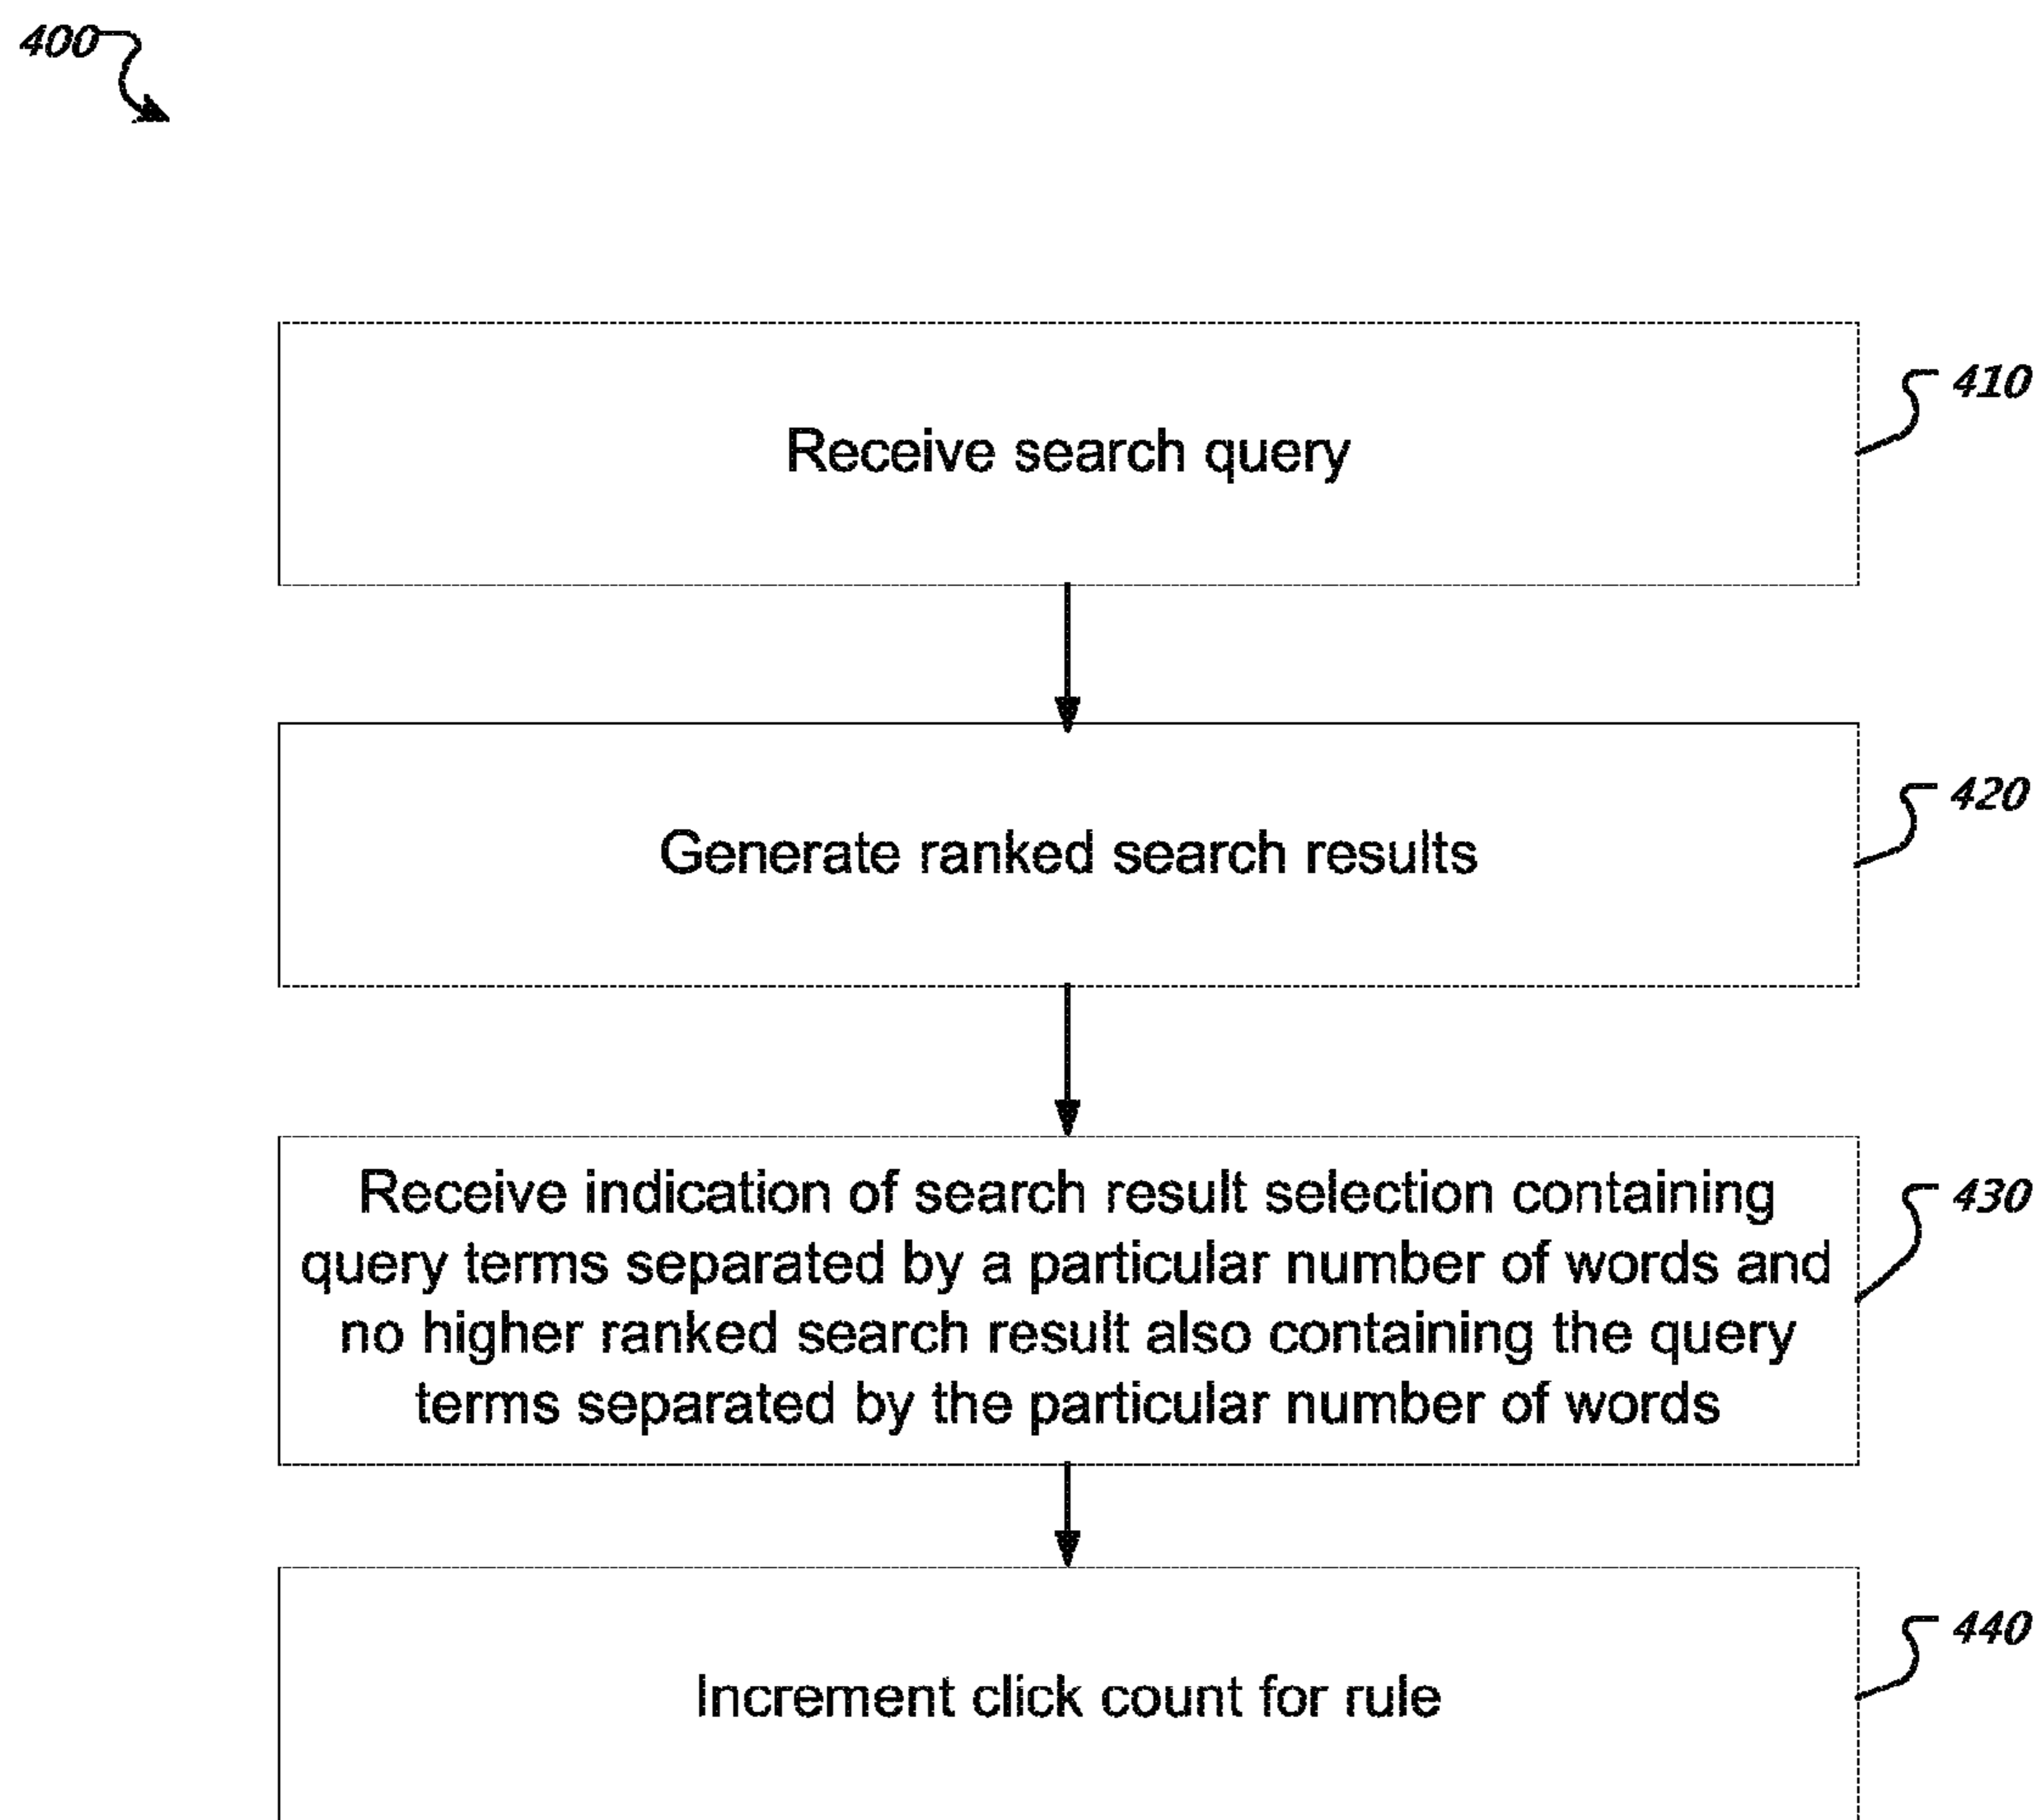 400
Receive search query
410
Generate ranked search results
420
Receive indication of search result selection containing
query terms separated by a particular number of words and
no higher ranked search result also containing the query
terms separated by the particular number of words
430
Increment click count for rule
440